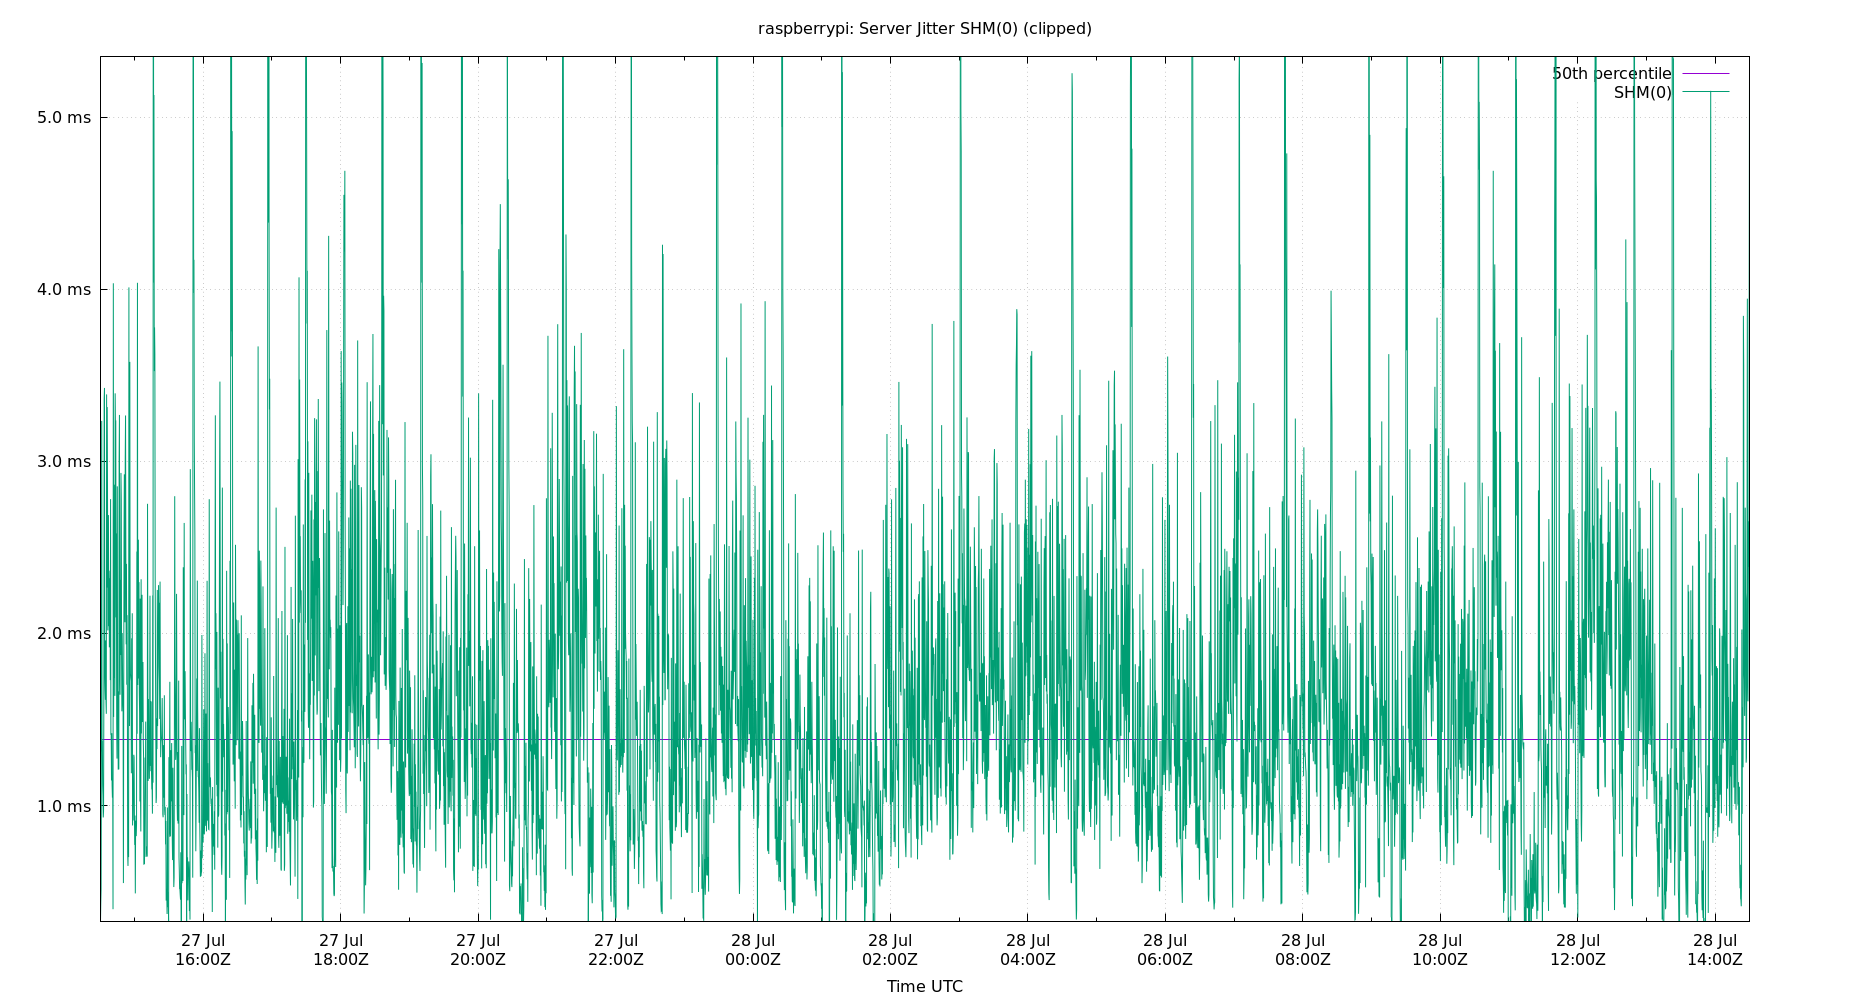 raspberrypi: Server Jitter SHM(0) (clipped)
50th percentile
SHM(0)
5.0 ms
4.0 ms
3.0 ms
2.0 ms
1.0 ms
27 Jul 27 Jul 27 Jul 27 Jul 28 Jul 28 Jul 28 Jul 28 Jul 28 Jul 28 Jul 28 Jul 28 Jul
16:00Z 18:00Z 20:00Z 22:00Z 00:00Z 02:00Z 04:00Z 06:00Z 08:00Z 10:00Z 12:00Z 14:00Z
Time UTC